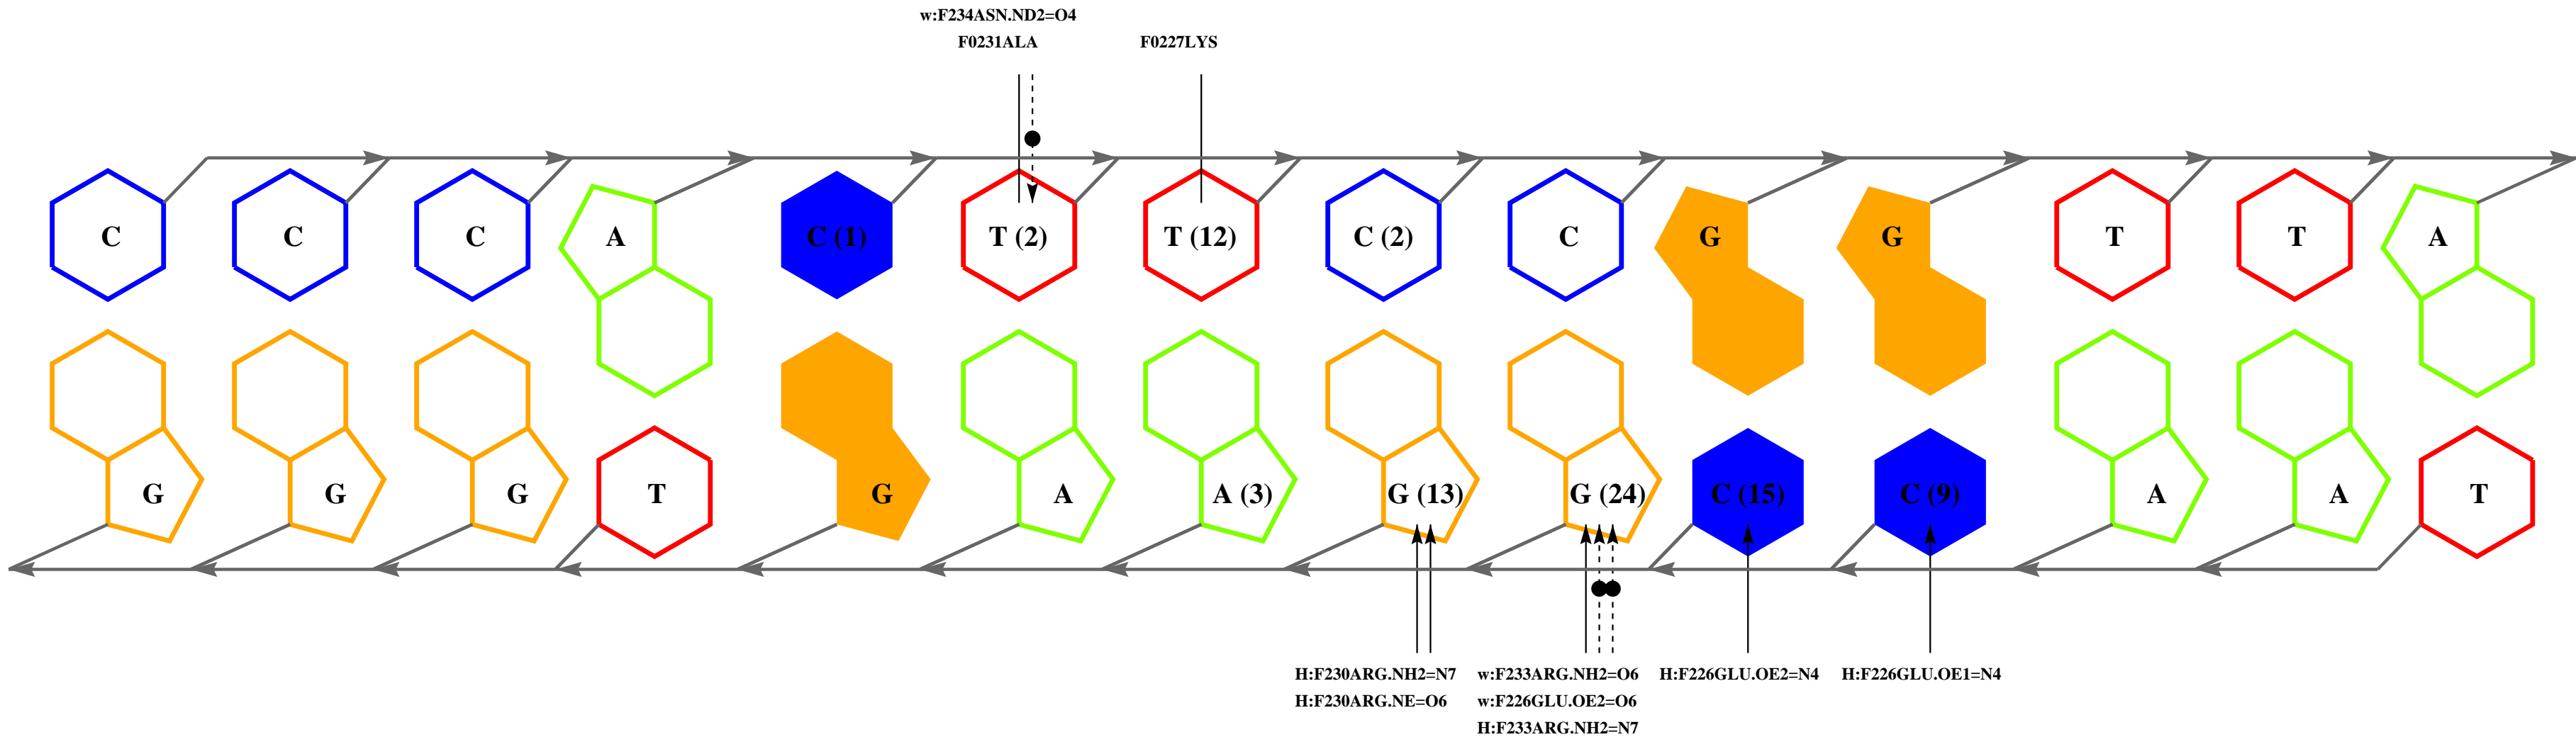 w:F234ASN.ND2=O4
F0231ALA F0227LYS
C C C A C (1) T (2) T (12) C (2) C G G T T A
G G G T G A A (3) G (13) G (24) C (15) C (9) A A T
H:F230ARG.NH2=N7 w:F233ARG.NH2=O6 H:F226GLU.OE2=N4 H:F226GLU.OE1=N4
H:F230ARG.NE=O6 w:F226GLU.OE2=O6
H:F233ARG.NH2=N7